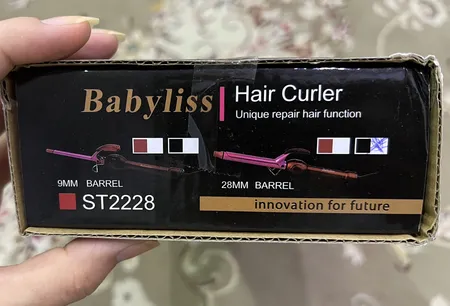 Babyliss
Hair Curler
Unique repair hair function
9MM BARREL
28MM BARREL
ST2228
innovation for future